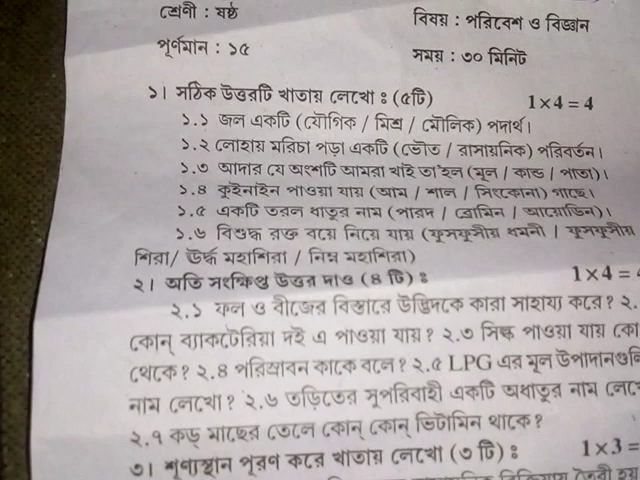 শ্রেণী : ষষ্ঠ
বিষয় : পরিবেশ ও বিজ্ঞান
পূর্ণমান : ১৫
সময় : ৩০ মিনিট
১। সঠিক উত্তরটি খাতায় লেখো : (৫টি) 1×4=4
১.১ জল একটি (যৌগিক / মিশ্র / মৌলিক) পদার্থ।
১.২ লোহায় মরিচা পড়া একটি (ভৌত / রাসায়নিক) পরিবর্তন।
১.৩ আদার যে অংশটি আমরা খাই তা'হল (মূল / কান্ড / পাতা)।
১.৪ কুইনাইন পাওয়া যায় (আম / শাল / সিংকোনা) গাছে।
১.৫ একটি তরল ধাতুর নাম (পারদ / ব্রোমিন / আয়োডিন)।
১.৬ বিশুদ্ধ রক্ত বয়ে নিয়ে যায় (ফুসফুসীয় ধমনী / ফুসফুসীয়
শিরা/ ঊর্দ্ধ মহাশিরা / নিম্ন মহাশিরা)
২। অতি সংক্ষিপ্ত উত্তর দাও (৪ টি) : 1×4=
২.১ ফল ও বীজের বিস্তারে উদ্ভিদকে কারা সাহায্য করে? ২.
কোন্ ব্যাকটেরিয়া দই এ পাওয়া যায়? ২.৩ সিল্ক পাওয়া যায় কো
থেকে? ২.৪ পরিস্রাবন কাকে বলে? ২.৫ LPG এর মূল উপাদানগুলি
নাম লেখো? ২.৬ তড়িতের সুপরিবাহী একটি অধাতুর নাম লে
২.৭ কড্ মাছের তেলে কোন্ কোন্ ভিটামিন থাকে?
৩। শূণ্যস্থান পূরণ করে খাতায় লেখো (৩ টি) : 1×3=